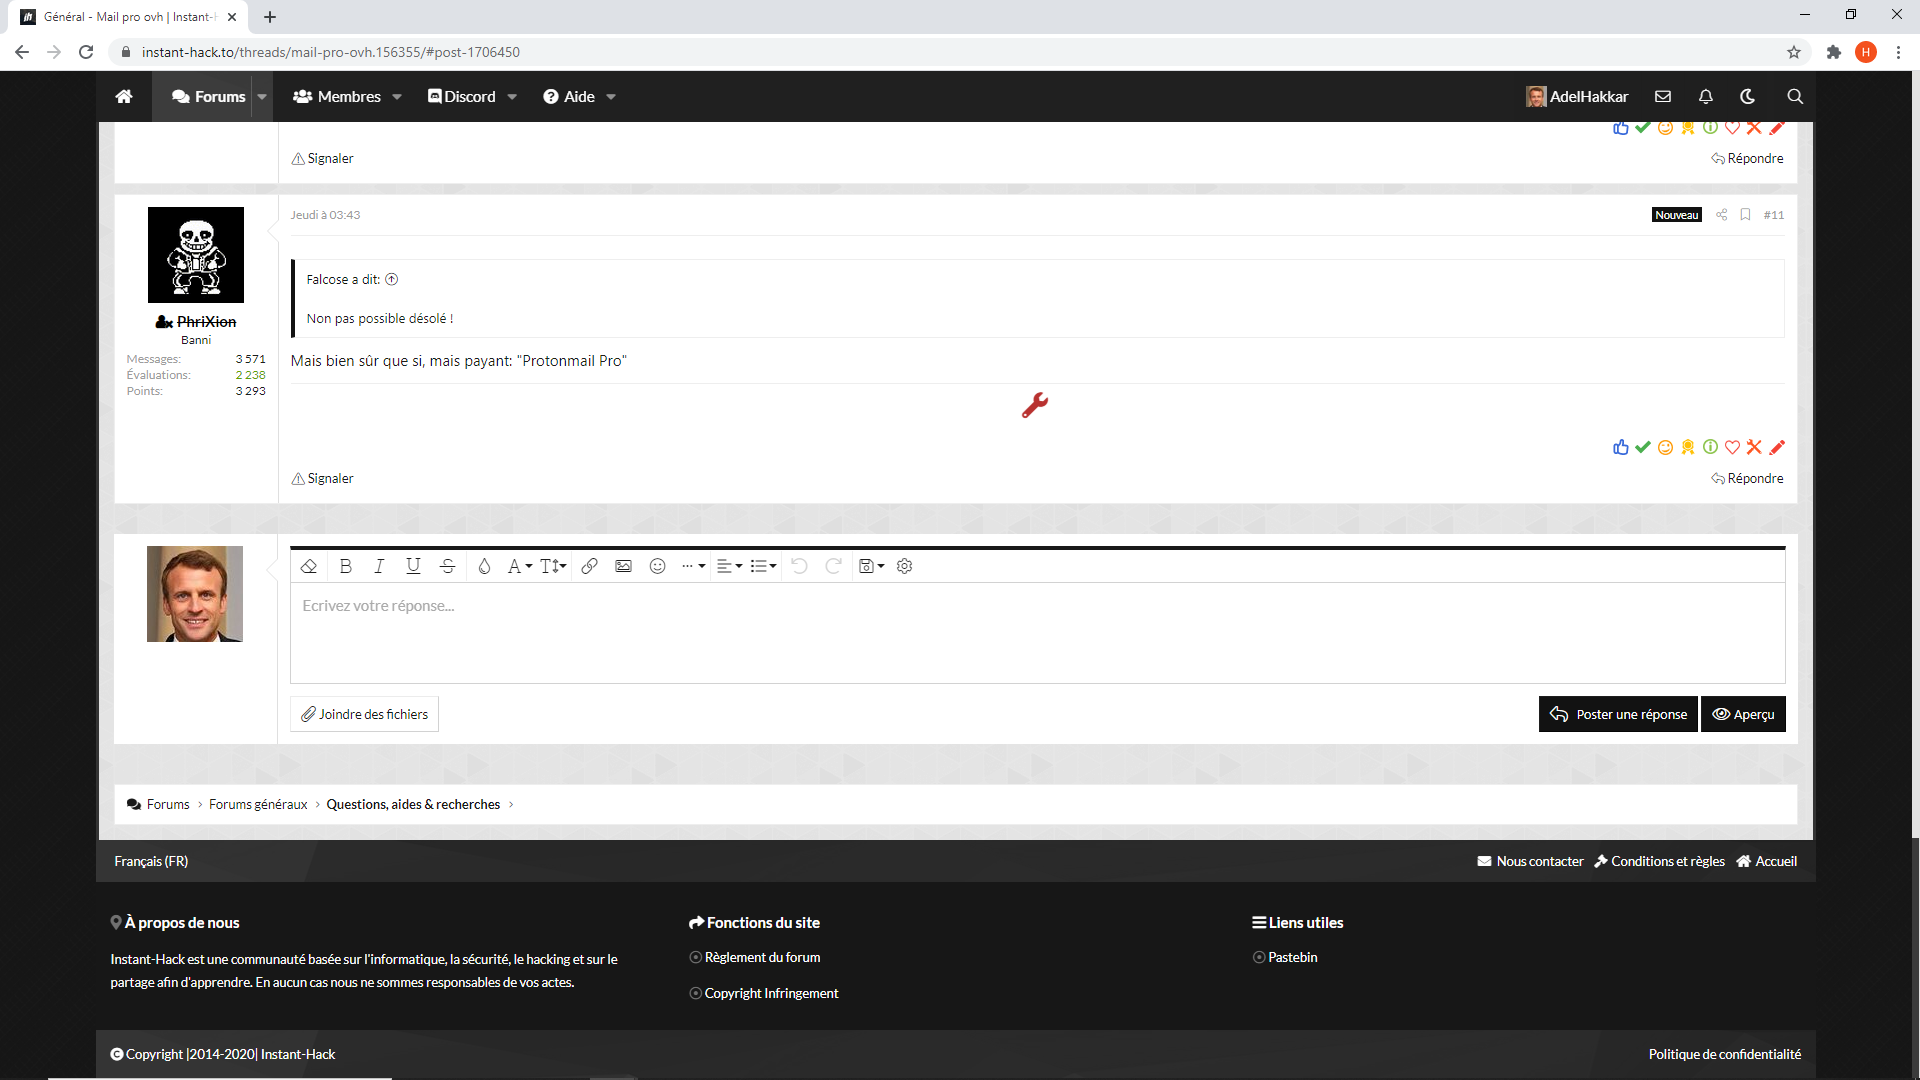 Général - Mail pro ovh | Instant-H
instant-hack.to/threads/mail-pro-ovh.156355/#post-1706450
H
Forums
Membres
Discord
Aide
AdelHakkar
Signaler
Répondre
Jeudi à 03:43
Nouveau
#11
Falcose a dit:
Non pas possible désolé !
PhriXion
Banni
Messages: 3 571
Évaluations: 2 238
Points: 3 293
Mais bien sûr que si, mais payant: "Protonmail Pro"
Signaler
Répondre
Ecrivez votre réponse...
Joindre des fichiers
Poster une réponse
Aperçu
Forums > Forums généraux > Questions, aides & recherches >
Français (FR)
Nous contacter
Conditions et règles
Accueil
À propos de nous
Instant-Hack est une communauté basée sur l'informatique, la sécurité, le hacking et sur le
partage afin d'apprendre. En aucun cas nous ne sommes responsables de vos actes.
Fonctions du site
Règlement du forum
Copyright Infringement
Liens utiles
Pastebin
Copyright |2014-2020| Instant-Hack
Politique de confidentialité